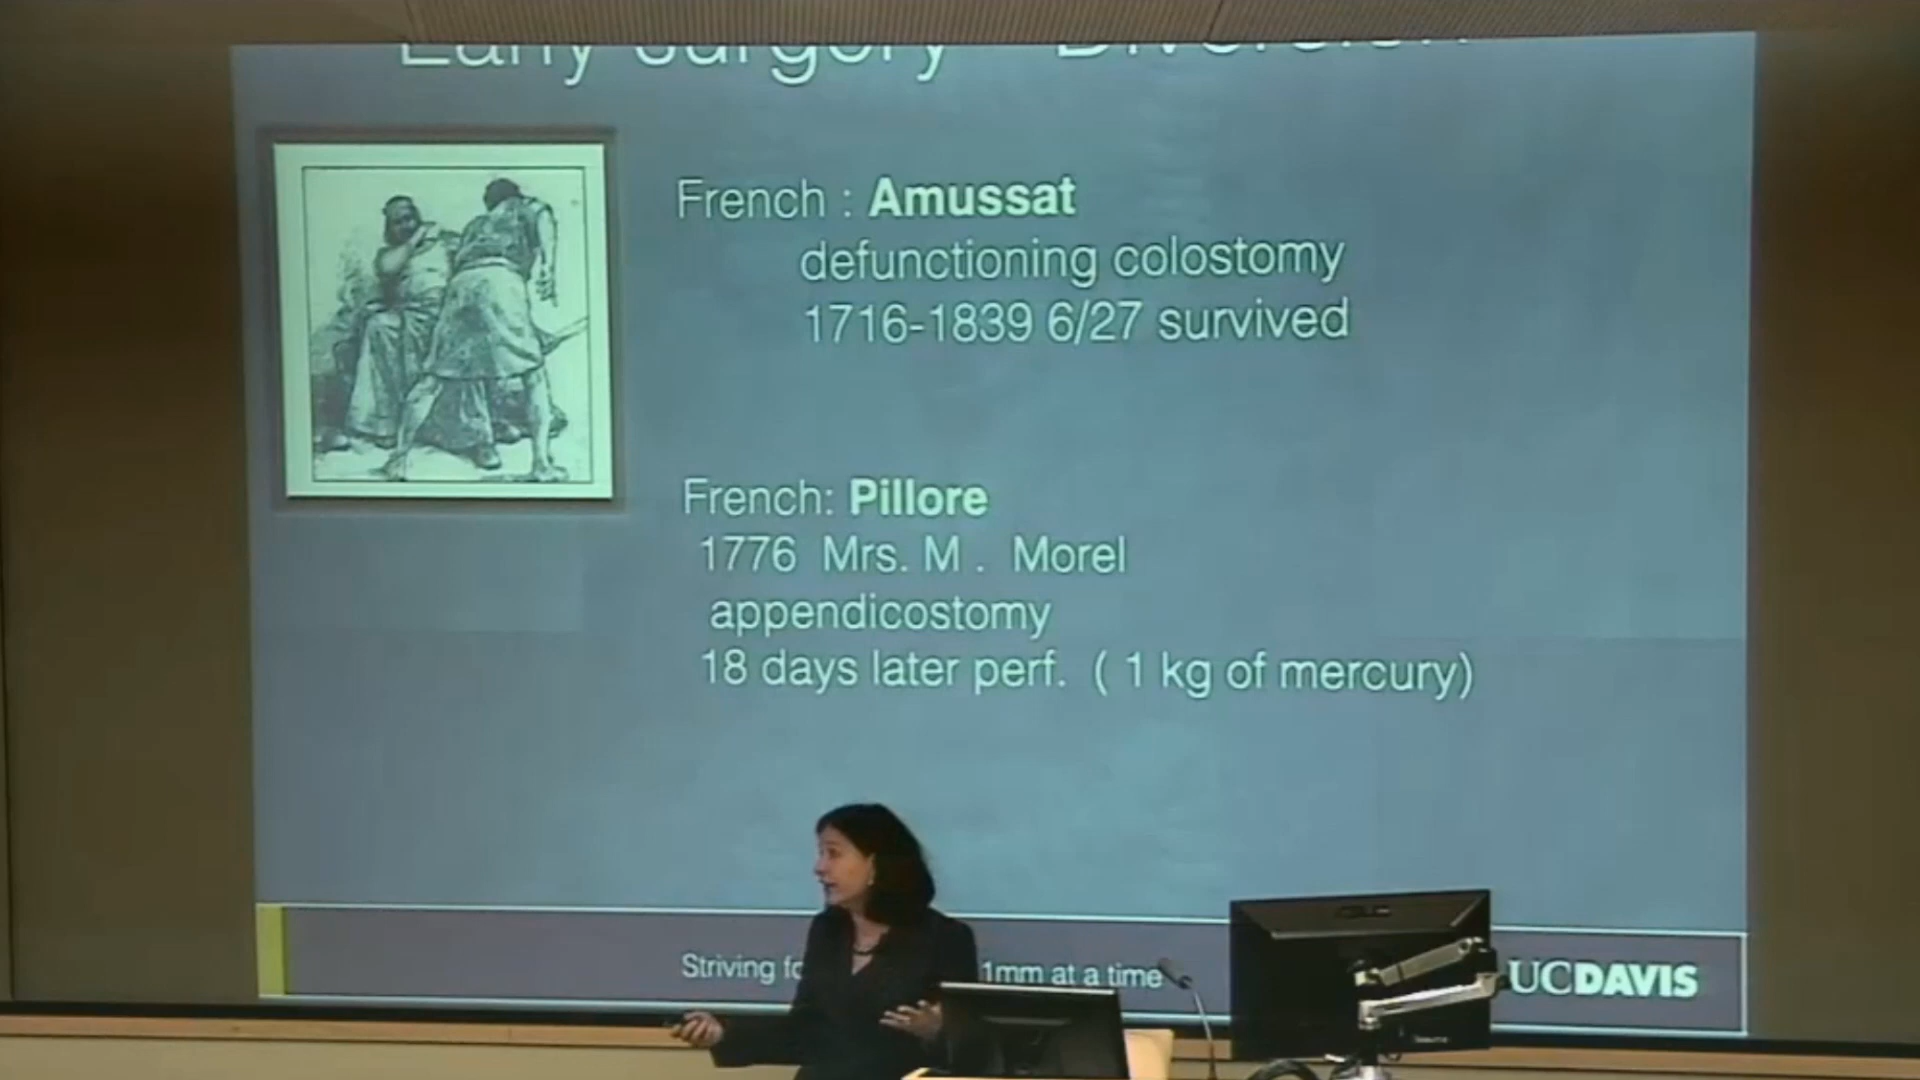 Early Surgery Diversion
French : Amussat
defunctioning colostomy
1716-1839 6/27 survived
French: Pillore
1776 Mrs. M . Morel
appendicostomy
18 days later perf. ( 1 kg of mercury)
Striving
1mm at a time
UCDAVIS